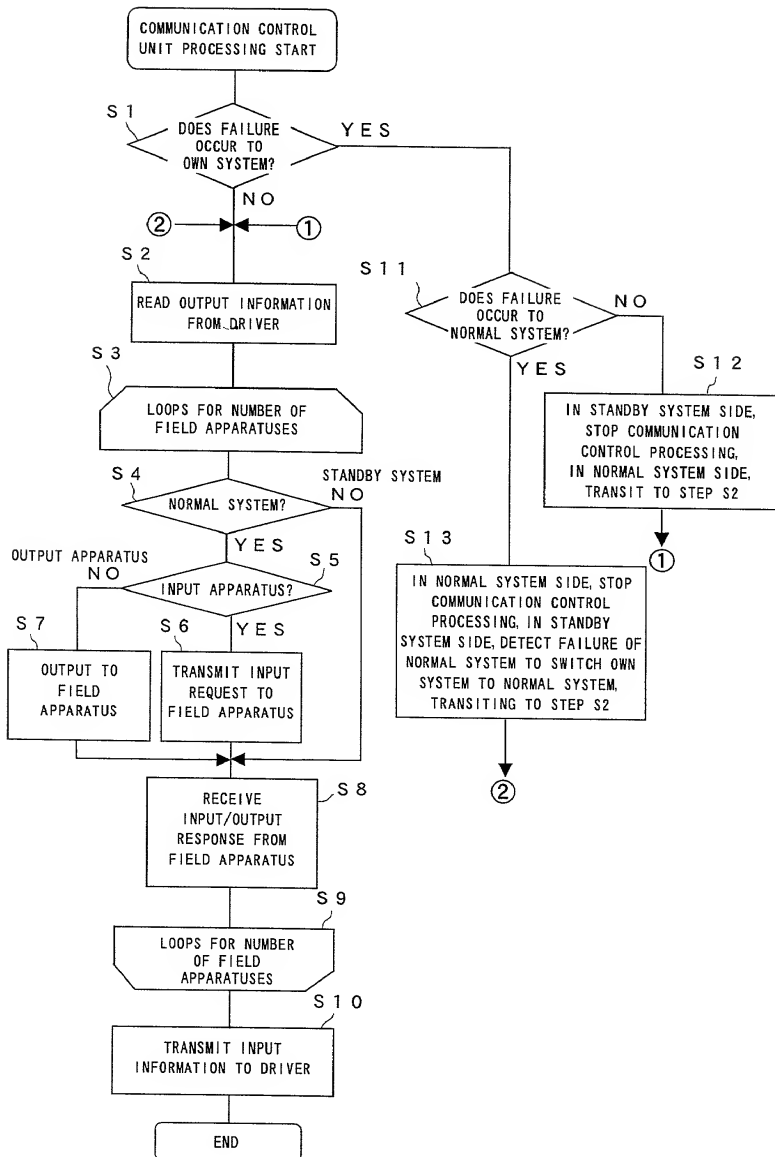 COMMUNICATION CONTROL
UNIT PROCESSING START
S1
DOES FAILURE
OCCUR TO
OWN SYSTEM?
YES
NO
②
①
S2
READ OUTPUT INFORMATION
FROM DRIVER
S11
DOES FAILURE
OCCUR TO
NORMAL SYSTEM?
NO
YES
S3
LOOPS FOR NUMBER OF
FIELD APPARATUSES
S12
IN STANDBY SYSTEM SIDE,
STOP COMMUNICATION
CONTROL PROCESSING,
IN NORMAL SYSTEM SIDE,
TRANSIT TO STEP S2
①
S4
NORMAL SYSTEM?
STANDBY SYSTEM
NO
YES
S5
INPUT APPARATUS?
OUTPUT APPARATUS
NO
YES
S13
IN NORMAL SYSTEM SIDE, STOP
COMMUNICATION CONTROL
PROCESSING, IN STANDBY
SYSTEM SIDE, DETECT FAILURE OF
NORMAL SYSTEM TO SWITCH OWN
SYSTEM TO NORMAL SYSTEM,
TRANSITING TO STEP S2
②
S7
OUTPUT TO
FIELD
APPARATUS
S6
TRANSMIT INPUT
REQUEST TO
FIELD APPARATUS
S8
RECEIVE
INPUT/OUTPUT
RESPONSE FROM
FIELD APPARATUS
S9
LOOPS FOR NUMBER
OF FIELD
APPARATUSES
S10
TRANSMIT INPUT
INFORMATION TO DRIVER
END